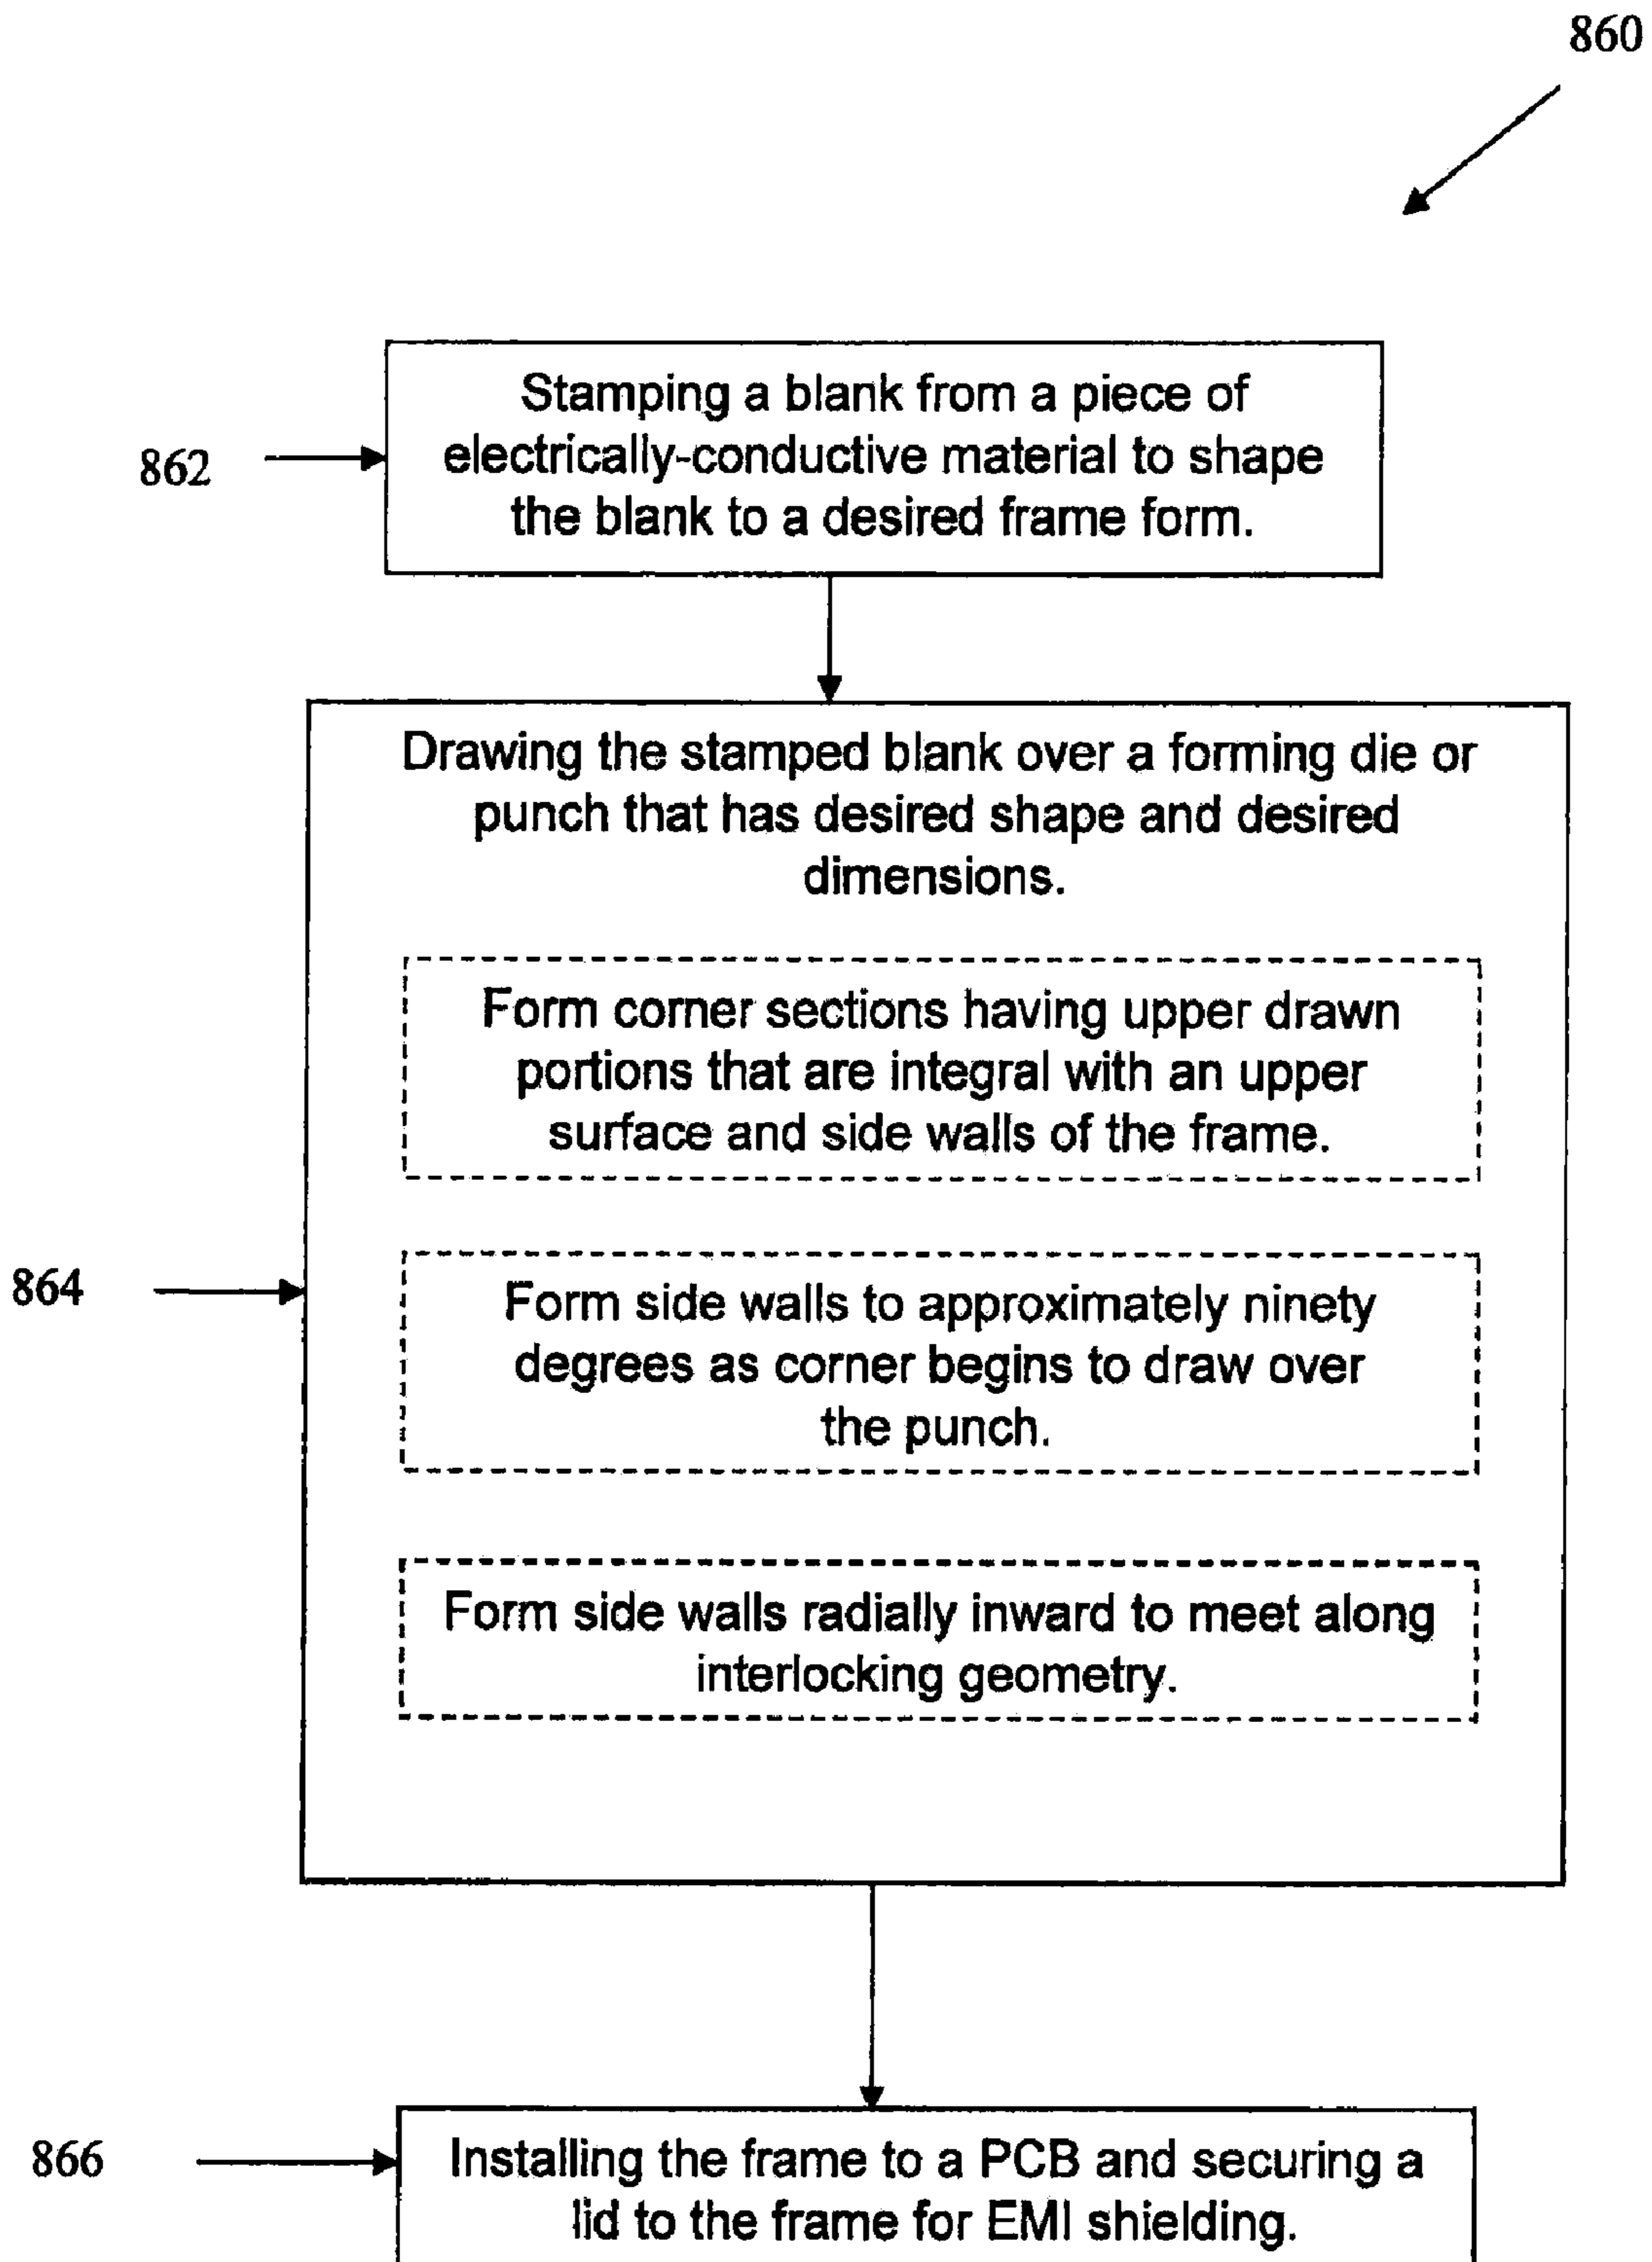 860
Stamping a blank from a piece of
electrically-conductive material to shape
the blank to a desired frame form.
862
Drawing the stamped blank over a forming die or
punch that has desired shape and desired
dimensions.
Form corner sections having upper drawn
portions that are integral with an upper
surface and side walls of the frame.
864
Form side walls to approximately ninety
degrees as corner begins to draw over
the punch.
Form side walls radially inward to meet along
interlocking geometry.
866
Installing the frame to a PCB and securing a
lid to the frame for EMI shielding.